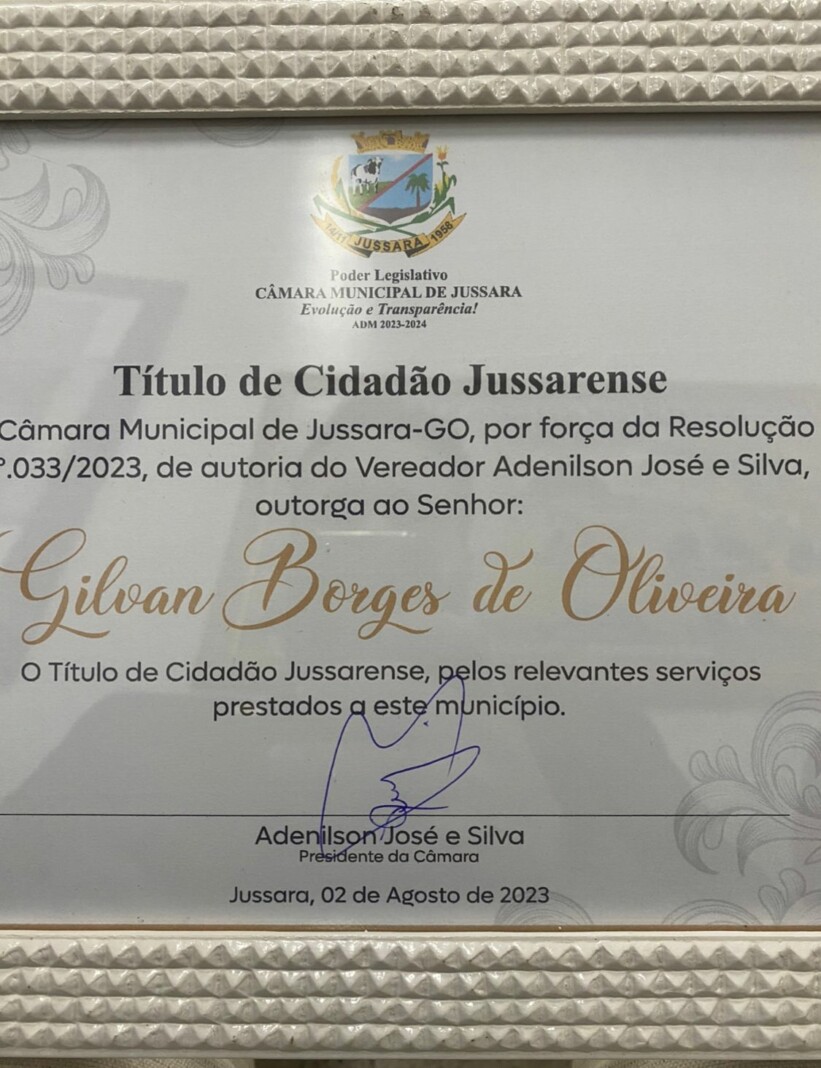 14/11 JUSSARA 1958
Poder Legislativo
CÂMARA MUNICIPAL DE JUSSARA
Evolução e Transparência!
ADM 2023-2024
Título de Cidadão Jussarense
Câmara Municipal de Jussara-GO, por força da Resolução
º.033/2023, de autoria do Vereador Adenilson José e Silva,
outorga ao Senhor:
Gilvan Borges de Oliveira
O Título de Cidadão Jussarense, pelos relevantes serviços
prestados a este município.
Adenilson José e Silva
Presidente da Câmara
Jussara, 02 de Agosto de 2023